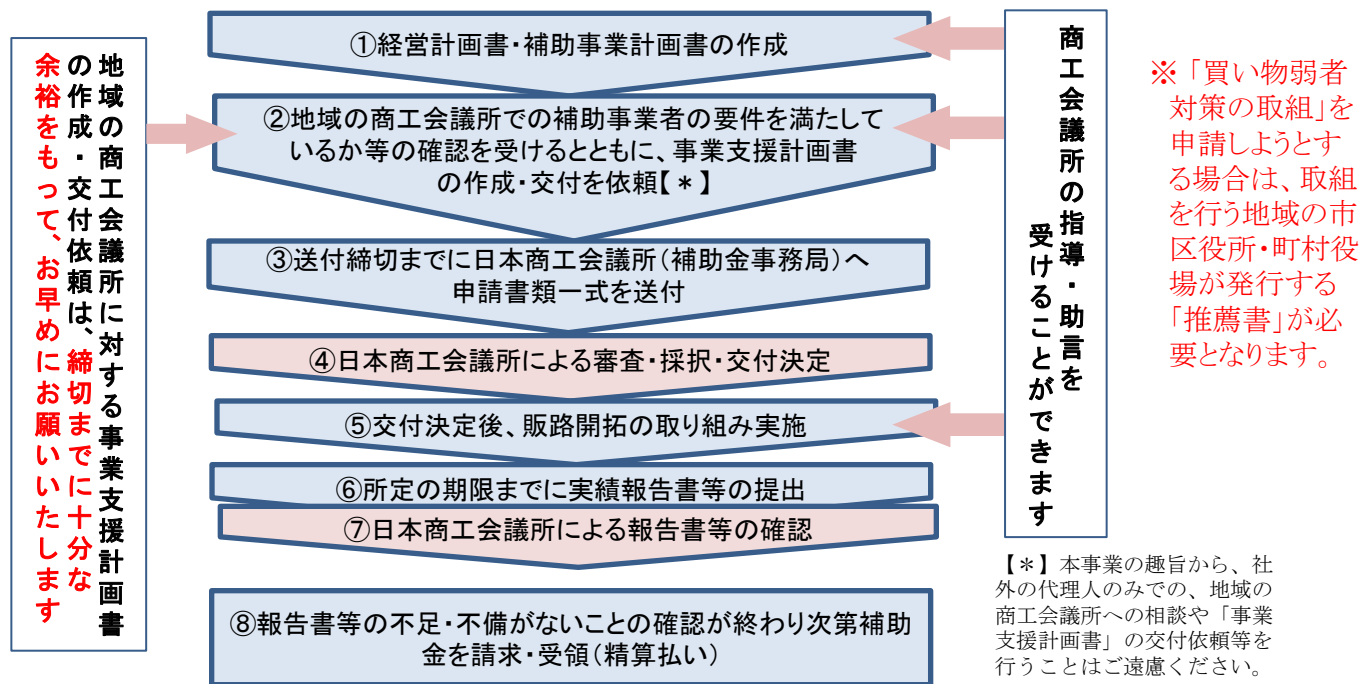 地域の商工会議所に対する事業支援計画書
の作成・交付依頼は、締切までに十分な
余裕をもって、お早めにお願いいたします
①経営計画書・補助事業計画書の作成
②地域の商工会議所での補助事業者の要件を満たして
いるか等の確認を受けるとともに、事業支援計画書
の作成・交付を依頼【＊】
③送付締切までに日本商工会議所（補助金事務局）へ
申請書類一式を送付
④日本商工会議所による審査・採択・交付決定
⑤交付決定後、販路開拓の取り組み実施
⑥所定の期限までに実績報告書等の提出
⑦日本商工会議所による報告書等の確認
⑧報告書等の不足・不備がないことの確認が終わり次第補助
金を請求・受領（精算払い）
商工会議所の指導・助言を
受けることができます
※「買い物弱者
対策の取組」を
申請しようとす
る場合は、取組
を行う地域の市
区役所・町村役
場が発行する
「推薦書」が必
要となります。
【＊】本事業の趣旨から、社
外の代理人のみでの、地域の
商工会議所への相談や「事業
支援計画書」の交付依頼等を
行うことはご遠慮ください。